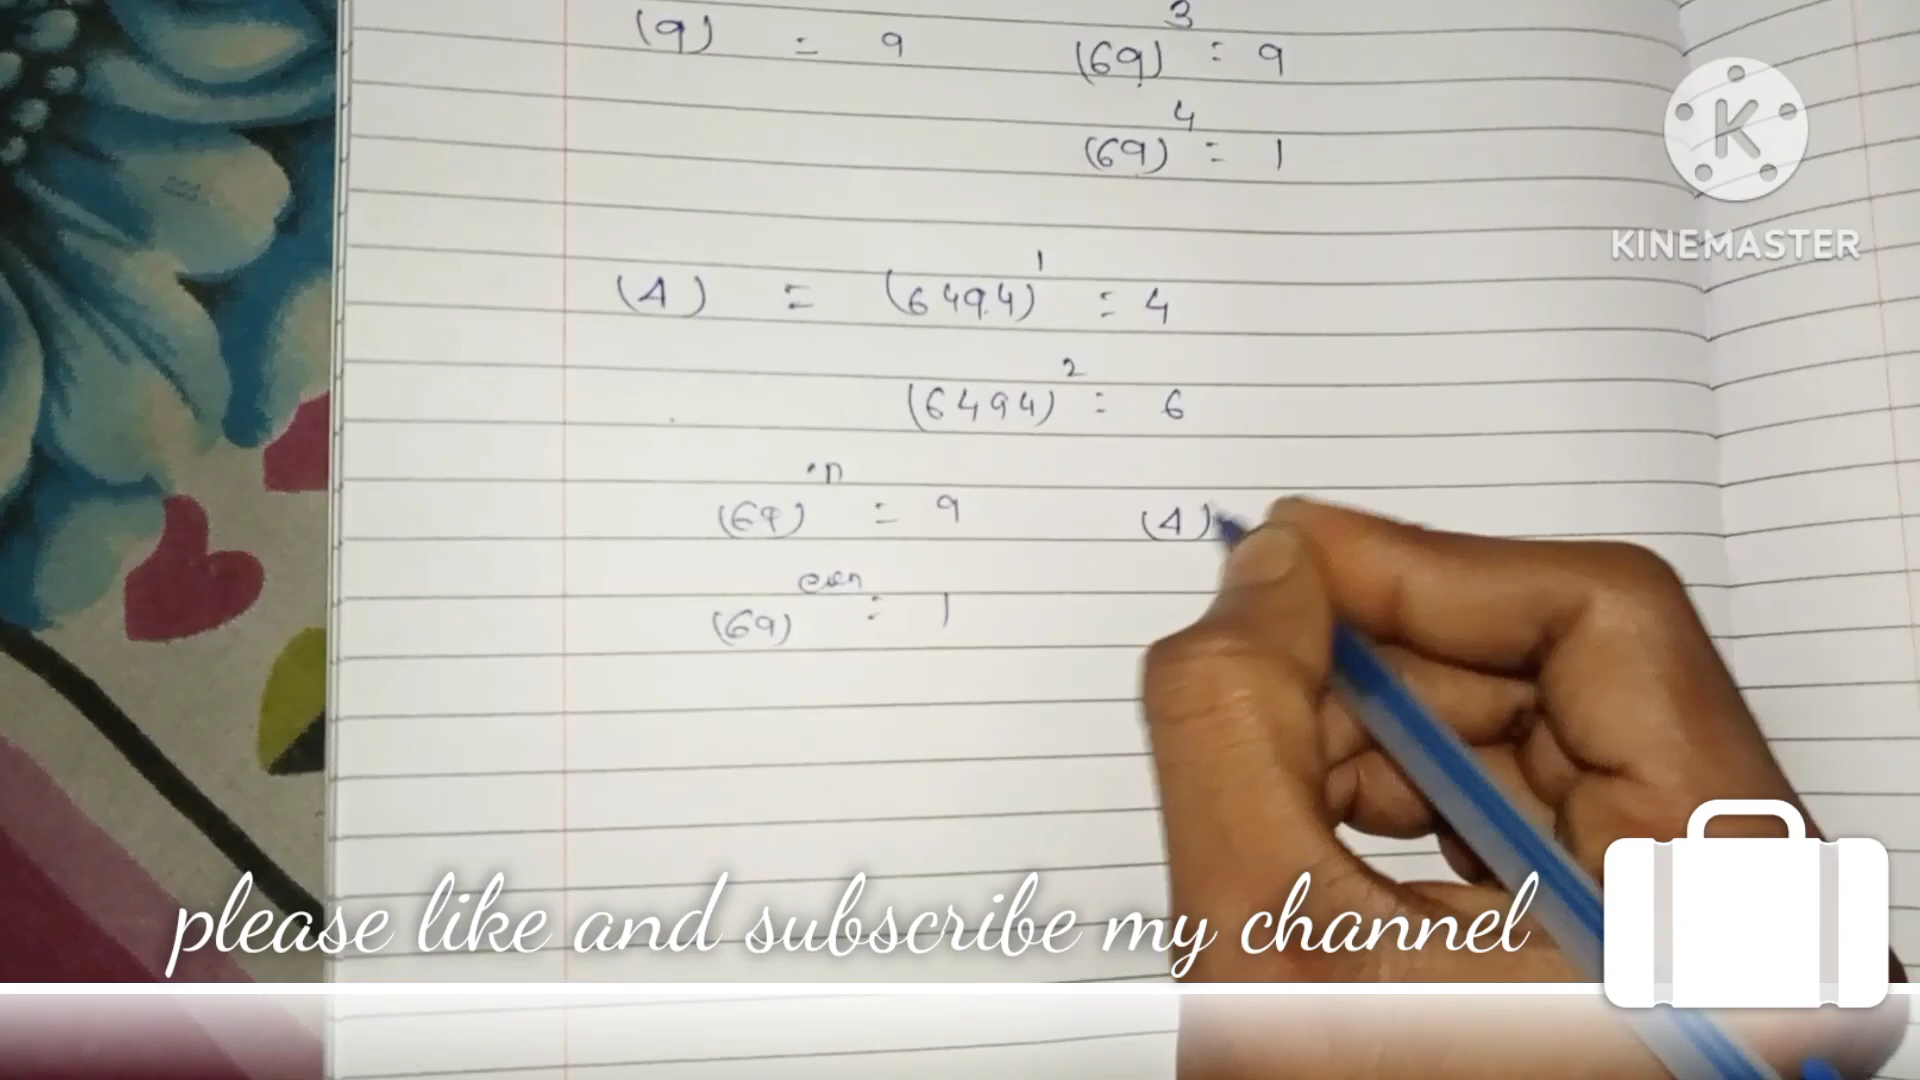 3
(9) = 9 (69) : 9
4
(69) = 1
K
KINEMASTER
1
(4) = (6494) : 4
2
(6494) = 6
n
(69) = 9 (4)
even
(69) = 1
please like and subscribe my channel